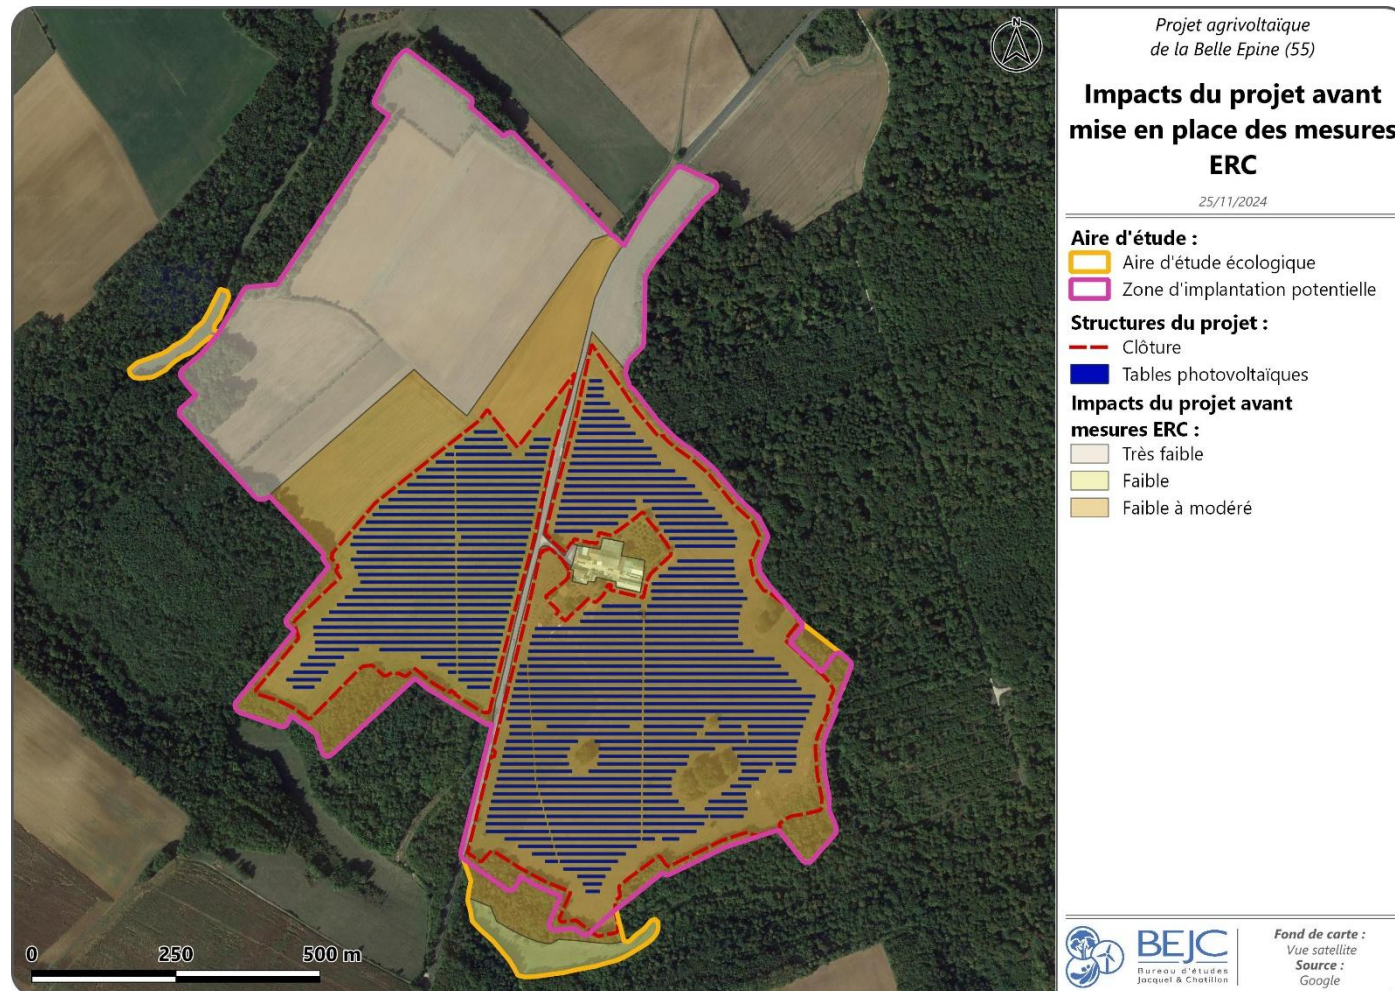 Projet agrivoltaïque
de la Belle Epine (55)
Impacts du projet avant
mise en place des mesures
ERC
25/11/2024
Aire d'étude :
Aire d'étude écologique
Zone d'implantation potentielle
Structures du projet :
Clôture
Tables photovoltaïques
Impacts du projet avant
mesures ERC :
Très faible
Faible
Faible à modéré
N
0 250 500 m
BEJC
Bureau d'études
Jacquel & Chatillon
Fond de carte :
Vue satellite
Source :
Google